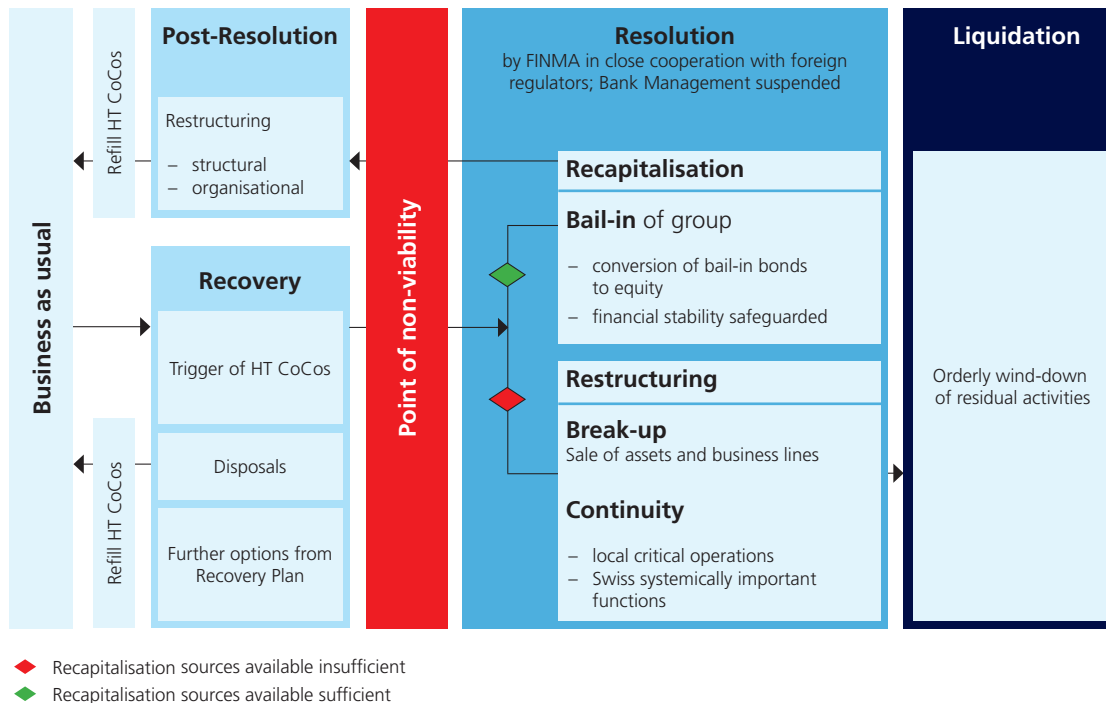 Business as usual
Refill HT CoCos
Refill HT CoCos
Post-Resolution
Restructuring
– structural
– organisational
Recovery
Trigger of HT CoCos
Disposals
Further options from
Recovery Plan
Point of non-viability
Resolution
by FINMA in close cooperation with foreign
regulators; Bank Management suspended
Recapitalisation
Bail-in of group
– conversion of bail-in bonds
to equity
– financial stability safeguarded
Restructuring
Break-up
Sale of assets and business lines
Continuity
– local critical operations
– Swiss systemically important
functions
Liquidation
Orderly wind-down
of residual activities
Recapitalisation sources available insufficient
Recapitalisation sources available sufficient